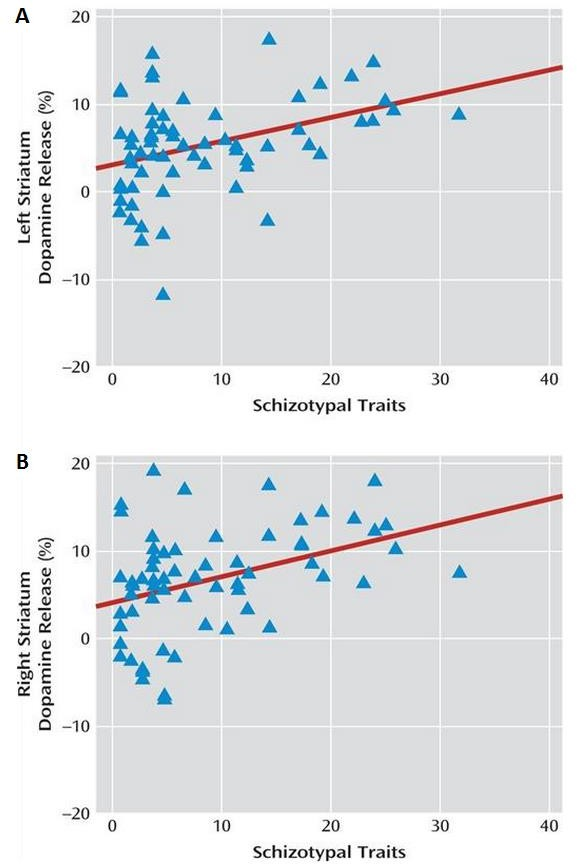 A
20
10
0
−10
−20
Left Striatum
Dopamine Release (%)
0 10 20 30 40
Schizotypal Traits
B
20
10
0
−10
−20
Right Striatum
Dopamine Release (%)
0 10 20 30 40
Schizotypal Traits